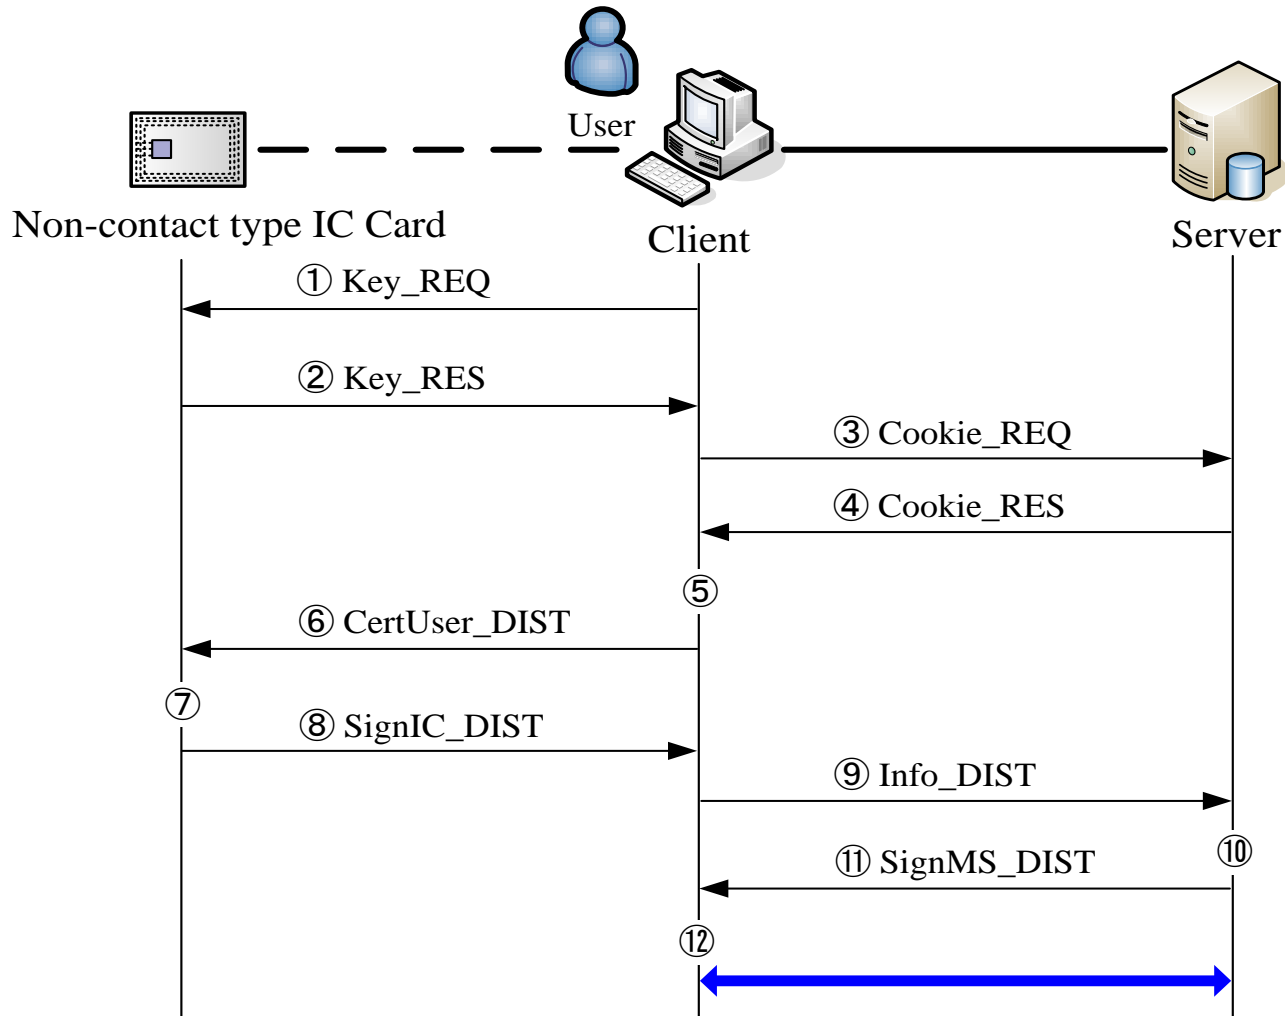 User
Non-contact type IC Card
Client
Server
① Key_REQ
② Key_RES
③ Cookie_REQ
④ Cookie_RES
⑤
⑥ CertUser_DIST
⑦
⑧ SignIC_DIST
⑨ Info_DIST
⑩
⑪ SignMS_DIST
⑫